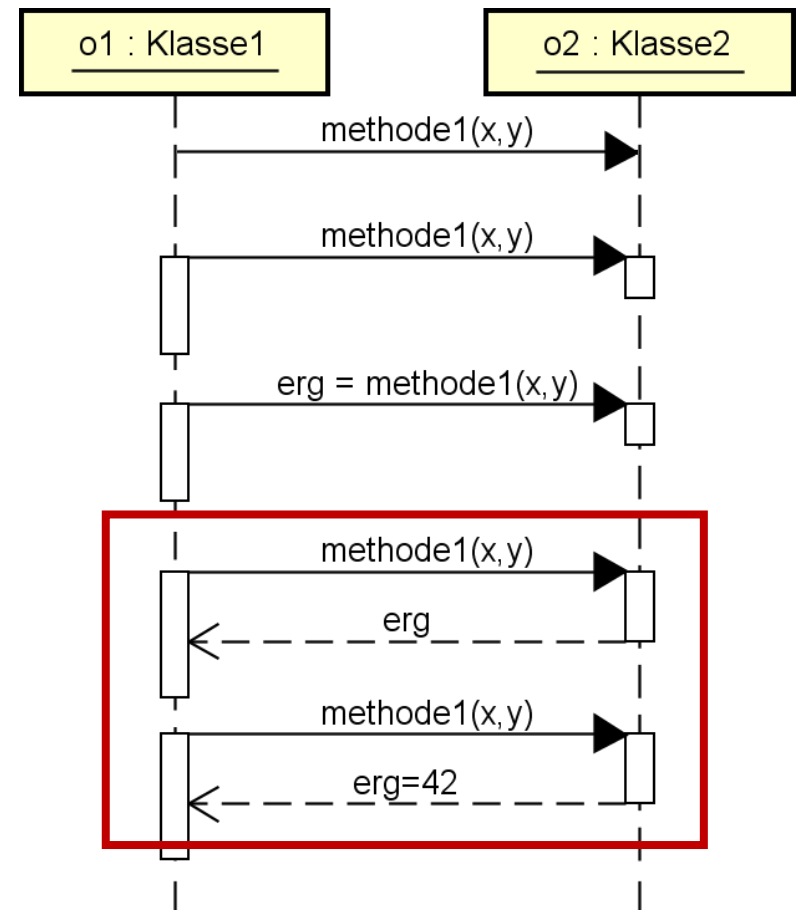 o1 : Klasse1
o2 : Klasse2
methode1(x,y)
methode1(x,y)
erg = methode1(x,y)
methode1(x,y)
erg
methode1(x,y)
erg=42